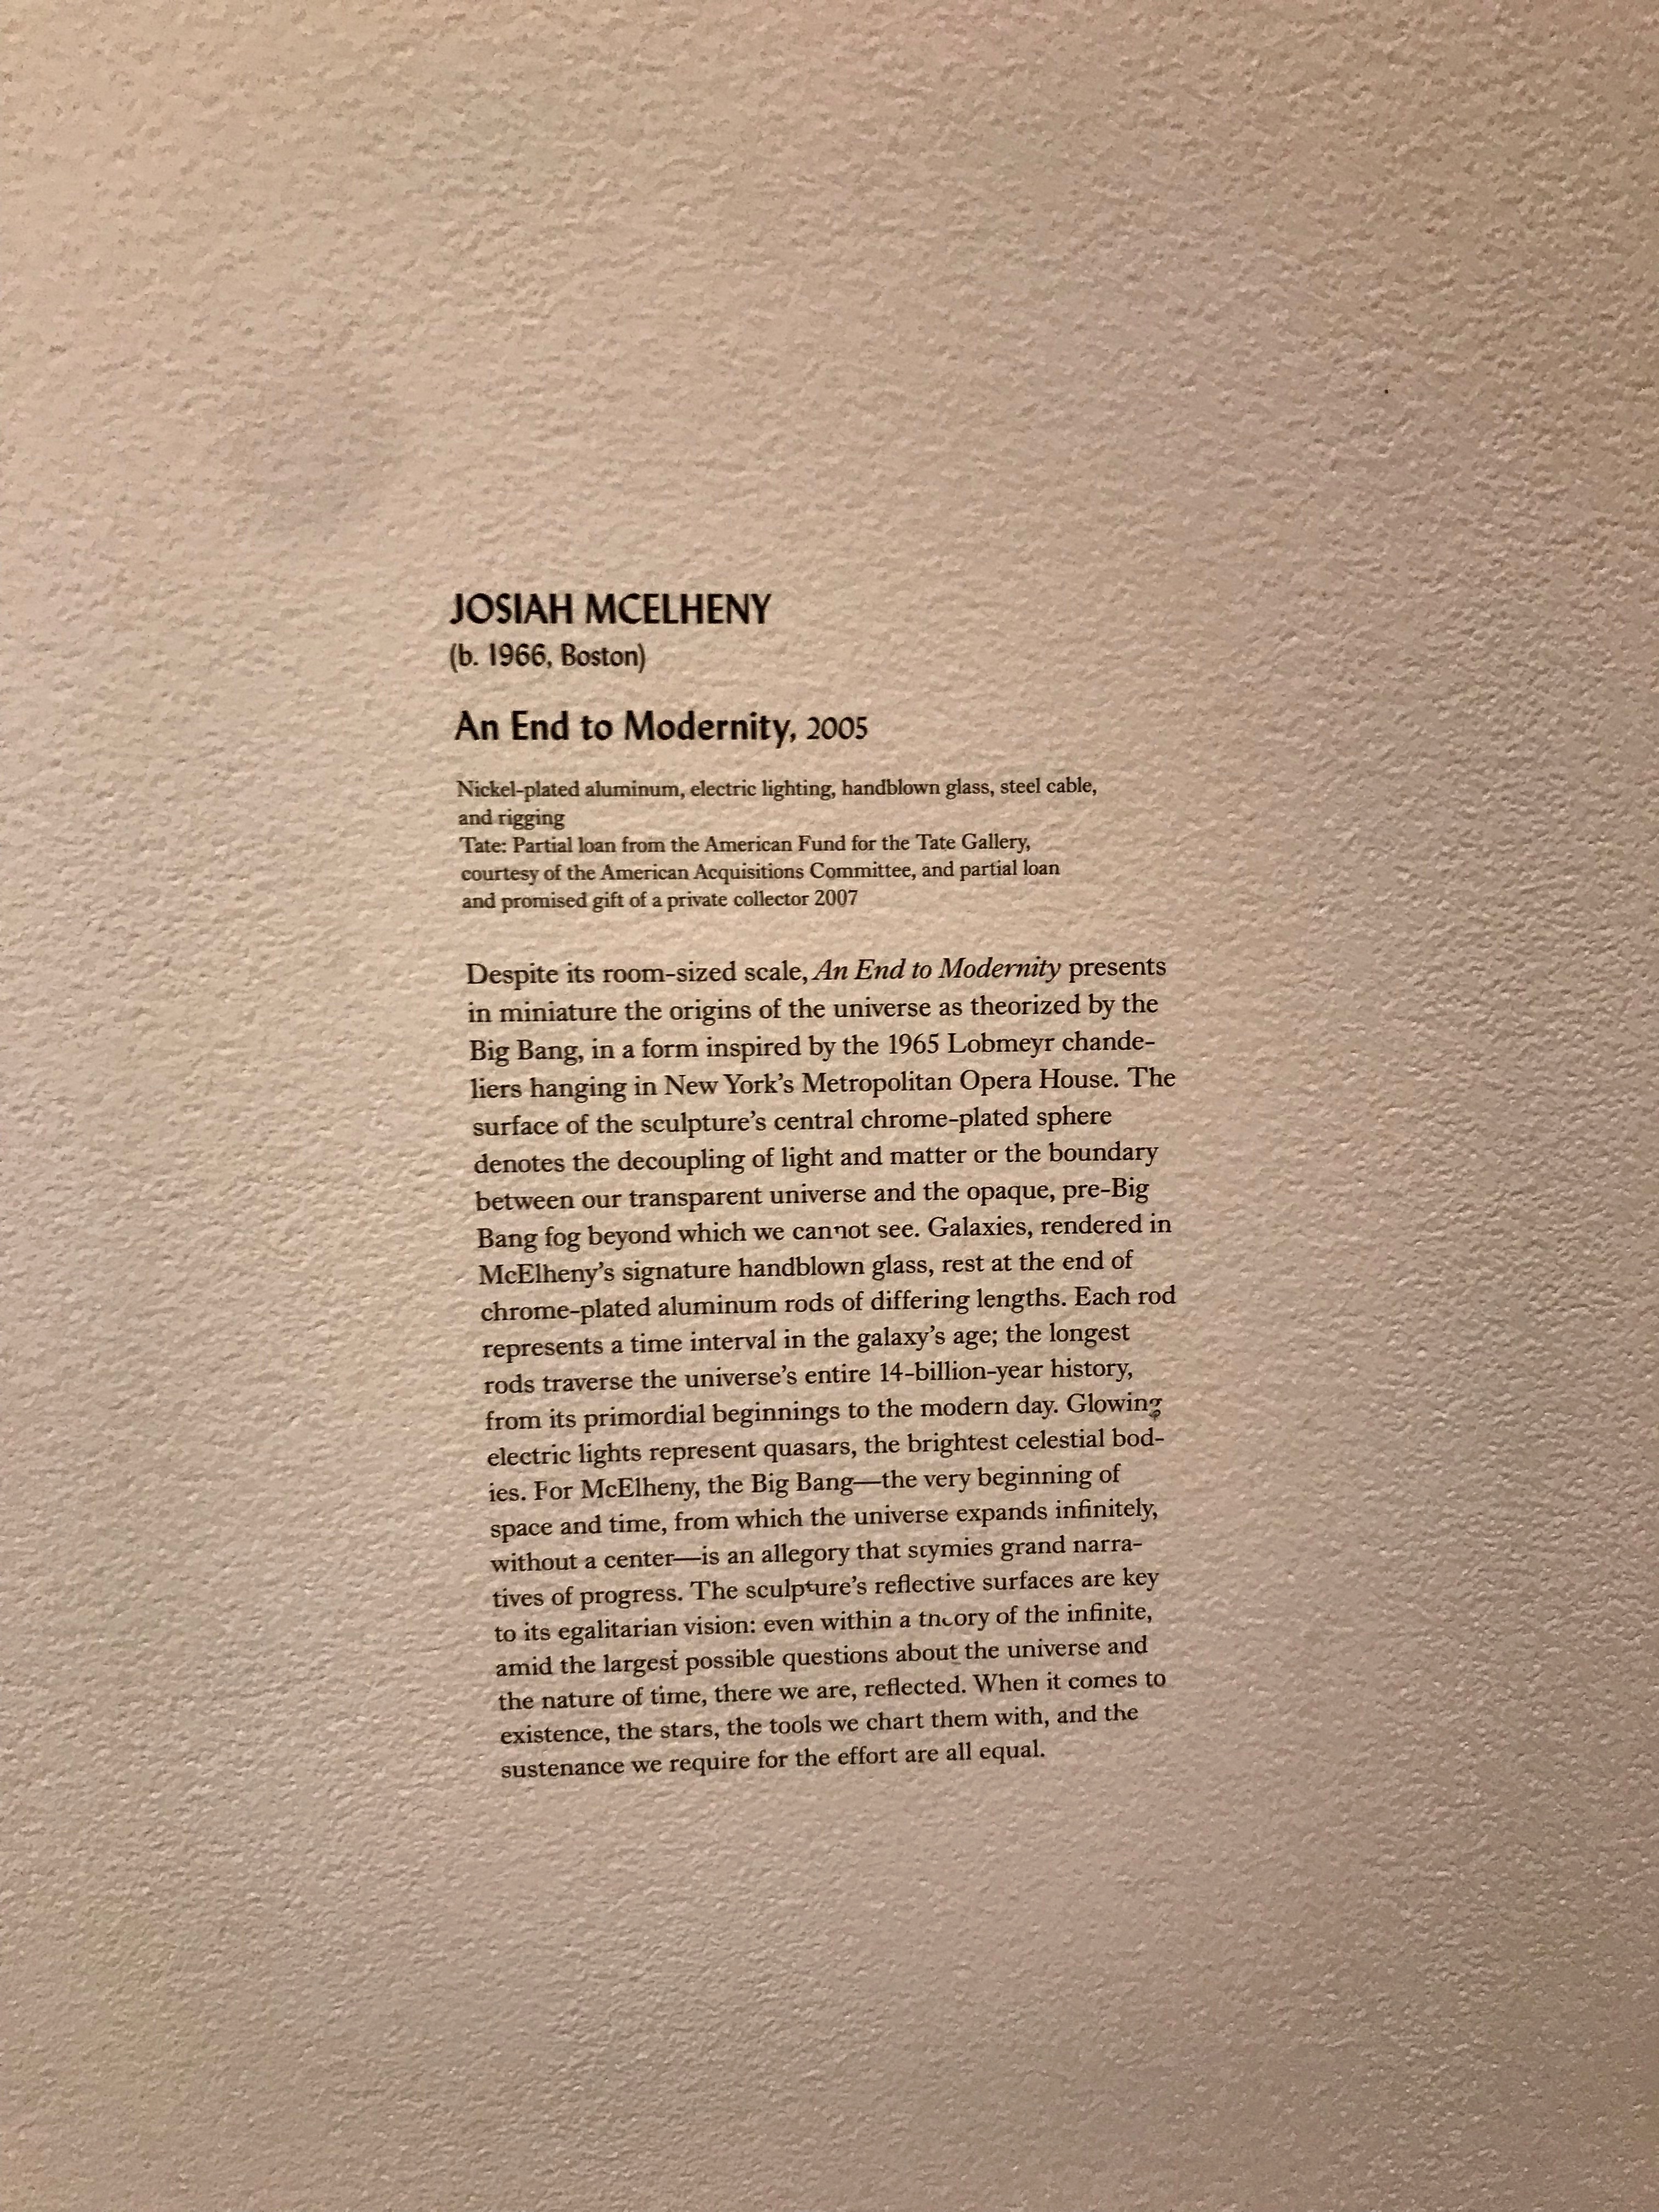 JOSIAH MCELHENY
(b. 1966, Boston)
An End to Modernity, 2005
Nickel-plated aluminum, electric lighting, handblown glass, steel cable,
and rigging
Tate: Partial loan from the American Fund for the Tate Gallery,
courtesy of the American Acquisitions Committee, and partial loan
and promised gift of a private collector 2007
Despite its room-sized scale, An End to Modernity presents
in miniature the origins of the universe as theorized by the
Big Bang, in a form inspired by the 1965 Lobmeyr chande-
liers hanging in New York's Metropolitan Opera House. The
surface of the sculpture's central chrome-plated sphere
denotes the decoupling of light and matter or the boundary
between our transparent universe and the opaque, pre-Big
Bang fog beyond which we cannot see. Galaxies, rendered in
McElheny's signature handblown glass, rest at the end of
chrome-plated aluminum rods of differing lengths. Each rod
represents a time interval in the galaxy's age; the longest
rods traverse the universe's entire 14-billion-year history,
from its primordial beginnings to the modern day. Glowing
electric lights represent quasars, the brightest celestial bod-
ies. For McElheny, the Big Bang—the very beginning of
space and time, from which the universe expands infinitely,
without a center—is an allegory that stymies grand narra-
tives of progress. The sculpture's reflective surfaces are key
to its egalitarian vision: even within a theory of the infinite,
amid the largest possible questions about the universe and
the nature of time, there we are, reflected. When it comes to
existence, the stars, the tools we chart them with, and the
sustenance we require for the effort are all equal.